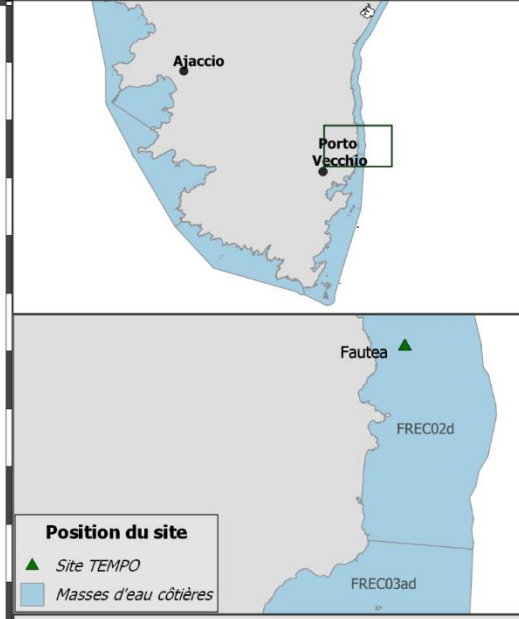 Ajaccio
Porto
Vecchio
Fautea
FREC02d
Position du site
Site TEMPO
Masses d'eau côtières
FREC03ad